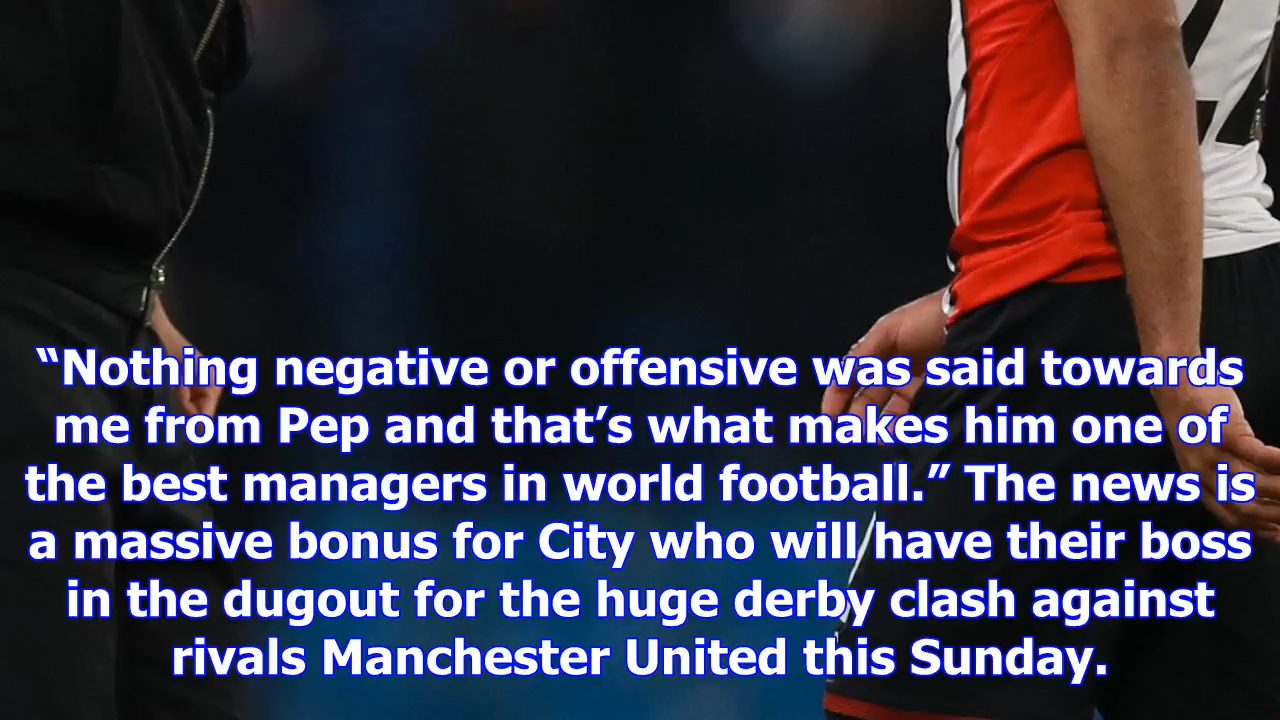 “Nothing negative or offensive was said towards
me from Pep and that’s what makes him one of
the best managers in world football.” The news is
a massive bonus for City who will have their boss
in the dugout for the huge derby clash against
rivals Manchester United this Sunday.